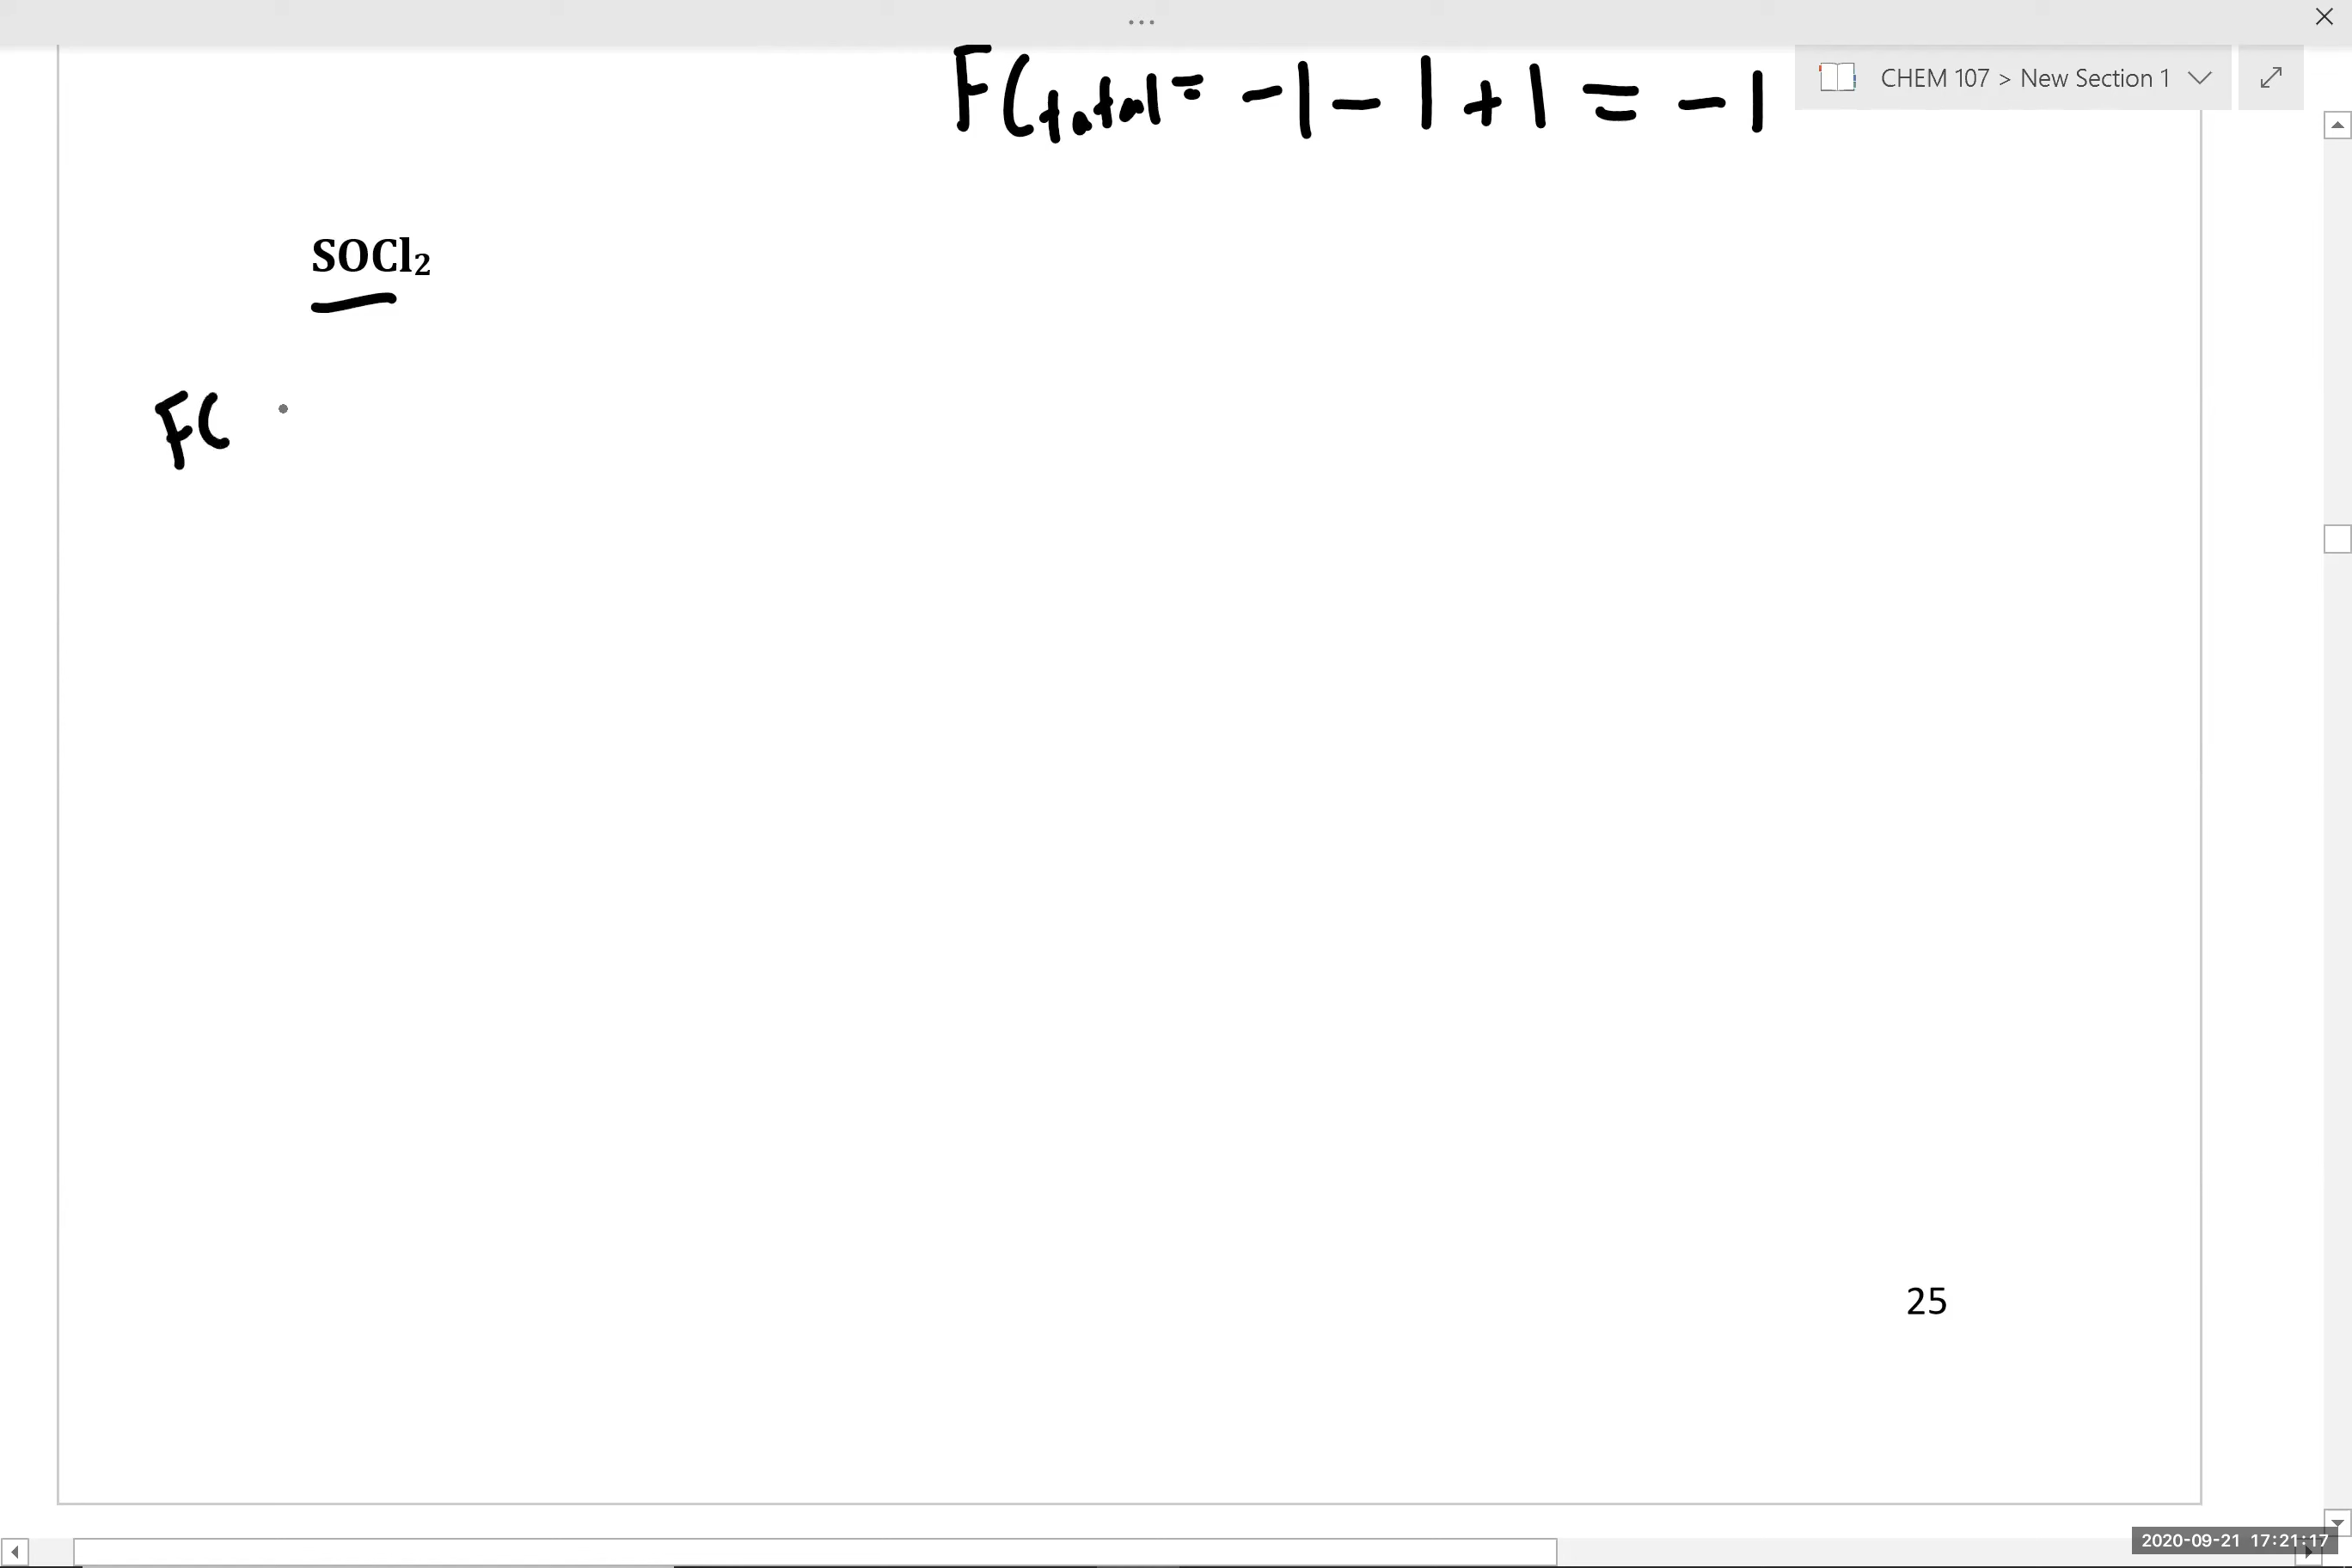 FCtotal = -1 - 1 + 1 = -1
CHEM 107 > New Section 1
SOCl₂
FC
25
2020-09-21 17:21:17